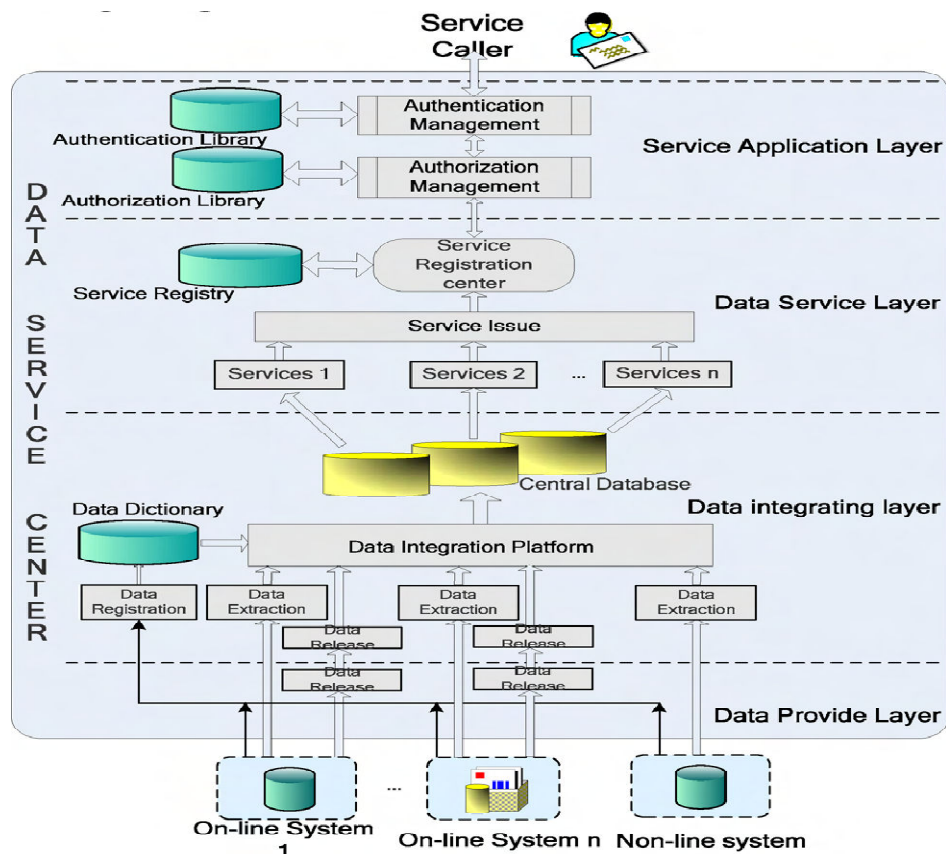 Service
Caller
Authentication
Management
Authentication Library
Service Application Layer
Authorization
Management
Authorization Library
DATA SERVICE CENTER
Service
Registration
center
Service Registry
Data Service Layer
Service Issue
Services 1
Services 2
...
Services n
Central Database
Data Dictionary
Data integrating layer
Data Integration Platform
Data
Registration
Data
Extraction
Data
Extraction
Data
Extraction
Data
Release
Data
Release
Data
Release
Data
Release
Data Provide Layer
...
On-line System
1
On-line System n
Non-line system